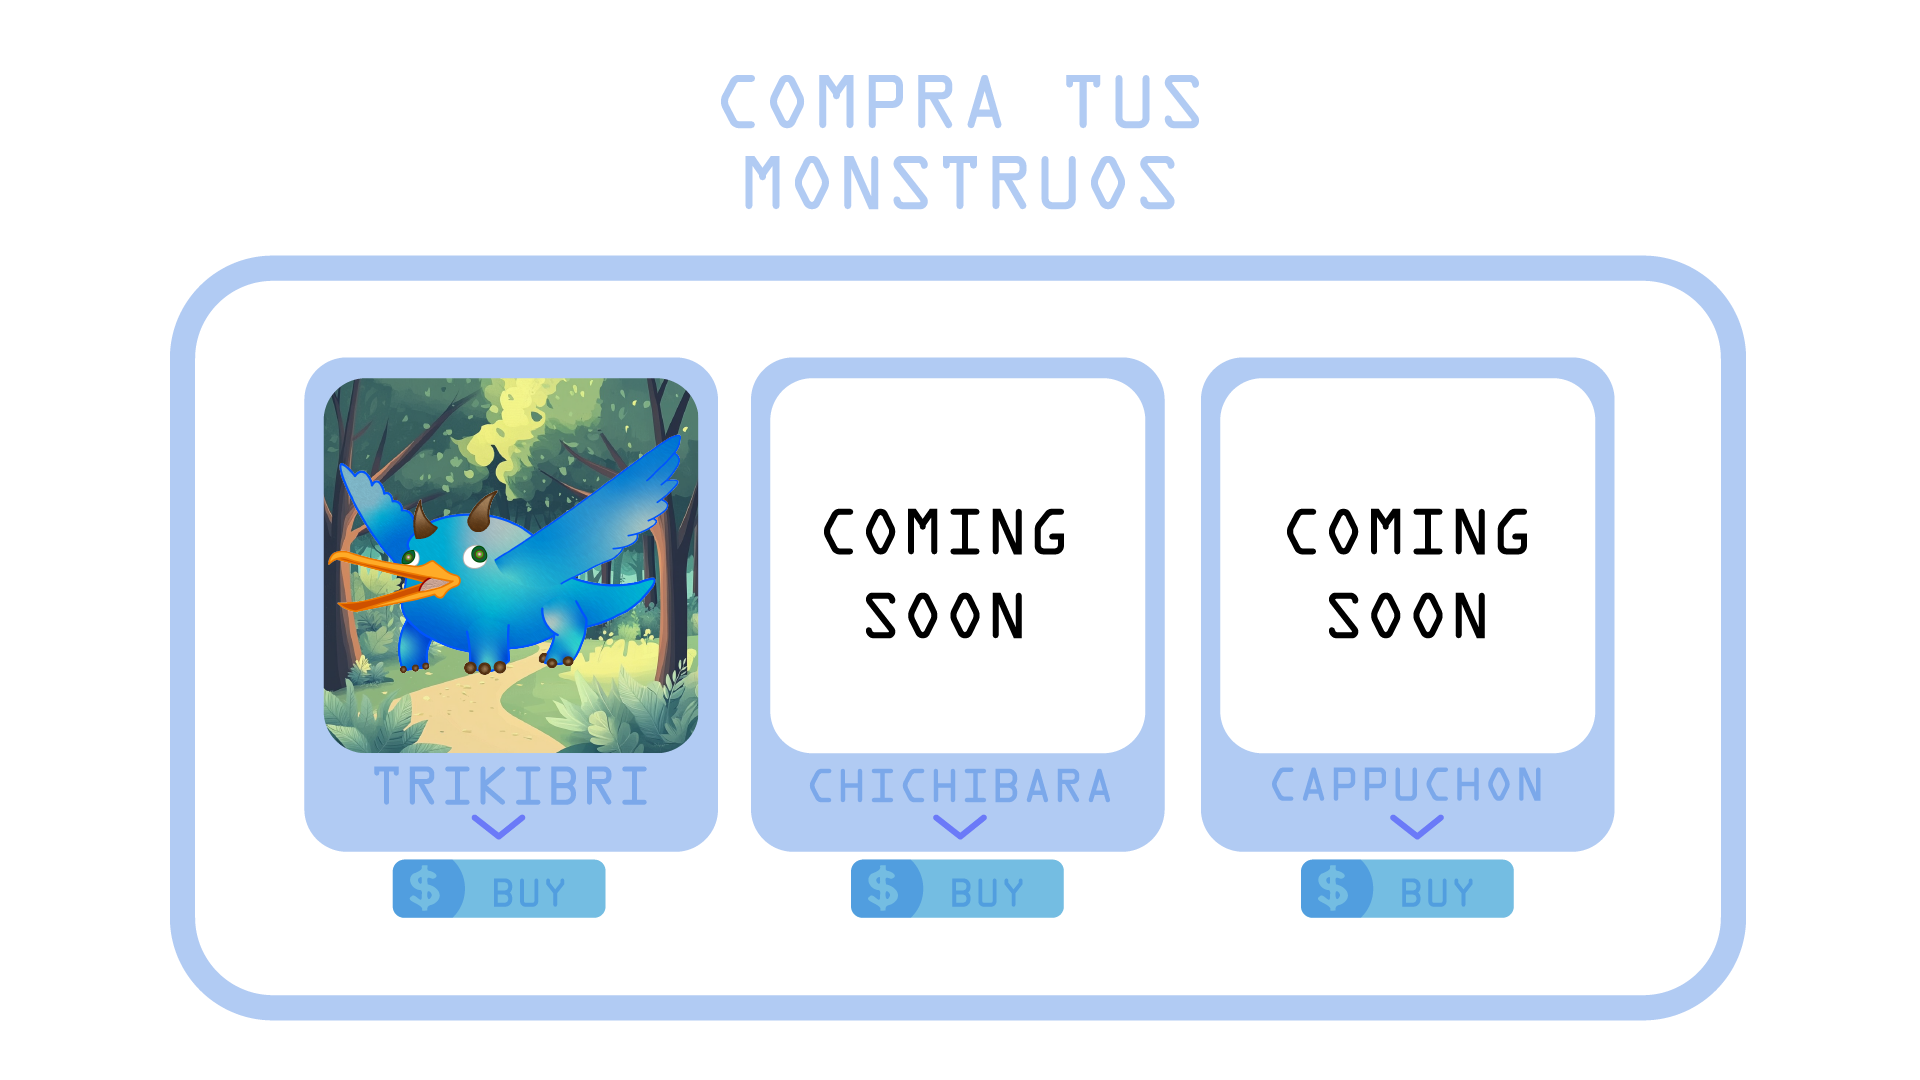 COMPRA TUS
MONSTRUOS
COMING
SOON
COMING
SOON
TRIKIBRI
CHICHIBARA
CAPPUCHON
$ BUY
$ BUY
$ BUY